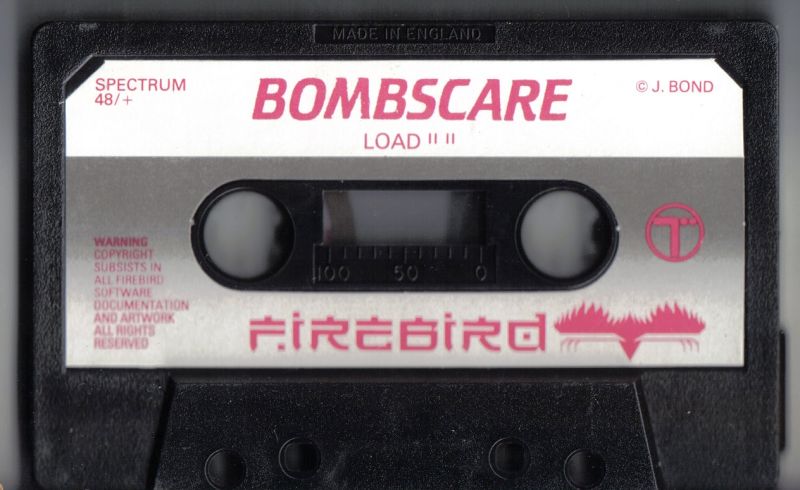 MADE IN ENGLAND
SPECTRUM
48/+
BOMBSCARE
© J. BOND
LOAD " "
WARNING
COPYRIGHT
SUBSISTS IN
ALL FIREBIRD
SOFTWARE
DOCUMENTATION
AND ARTWORK
ALL RIGHTS
RESERVED
100 50 0
T
FIREBIRD